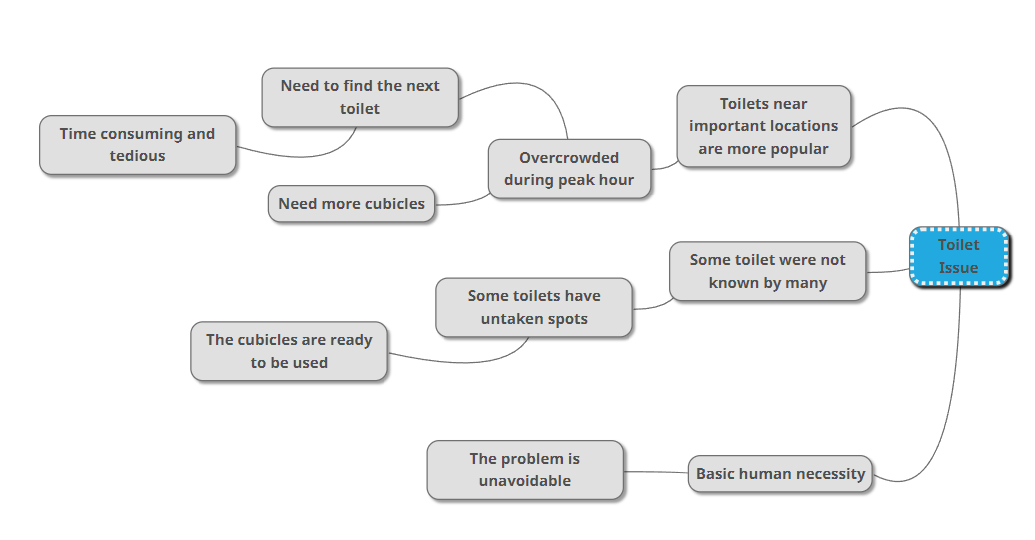 Need to find the next
toilet
Time consuming and
tedious
Toilets near
important locations
are more popular
Overcrowded
during peak hour
Need more cubicles
Toilet
Issue
Some toilet were not
known by many
Some toilets have
untaken spots
The cubicles are ready
to be used
The problem is
unavoidable
Basic human necessity